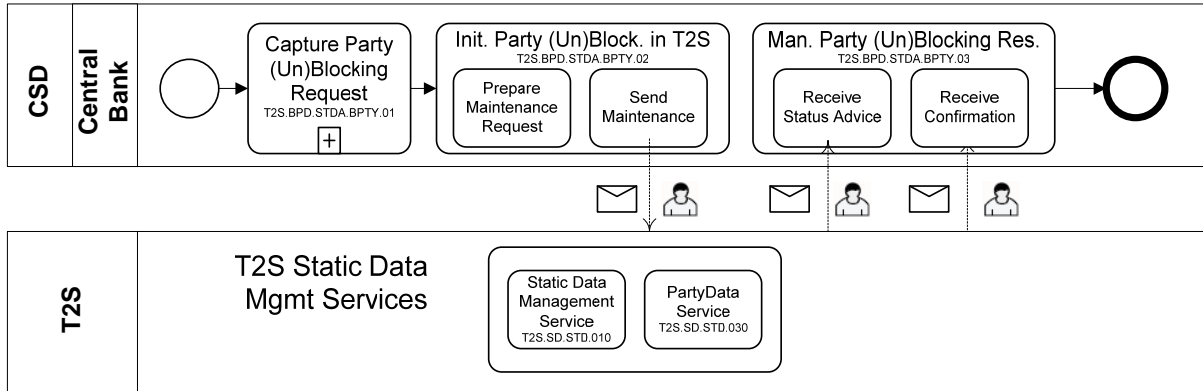 CSD
Central
Bank
Capture Party
(Un)Blocking
Request
T2S.BPD.STDA.BPTY.01
+
Init. Party (Un)Block. in T2S
T2S.BPD.STDA.BPTY.02
Prepare
Maintenance
Request
Send
Maintenance
Man. Party (Un)Blocking Res.
T2S.BPD.STDA.BPTY.03
Receive
Status Advice
Receive
Confirmation
T2S
T2S Static Data
Mgmt Services
Static Data
Management
Service
T2S.SD.STD.010
PartyData
Service
T2S.SD.STD.030